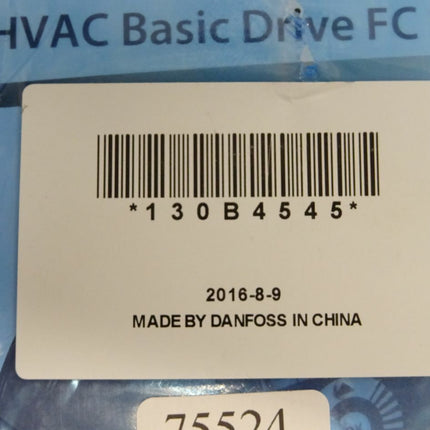 HVAC Basic Drive FC
*130B4545*
2016-8-9
MADE BY DANFOSS IN CHINA
75524